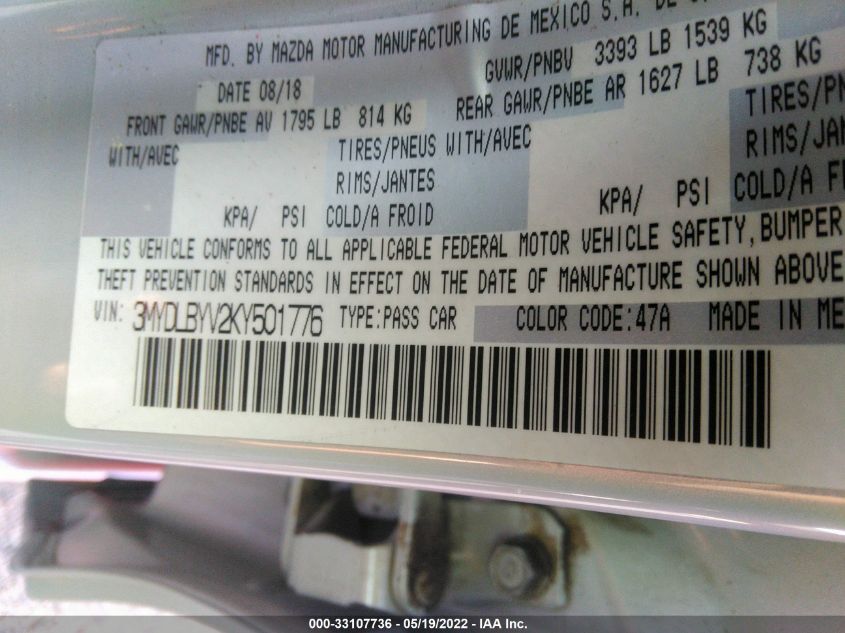 MFD. BY MAZDA MOTOR MANUFACTURING DE MEXICO S.A. DE
DATE 08/18 GVWR/PNBV 3393 LB 1539 KG
FRONT GAWR/PNBE AV 1795 LB 814 KG REAR GAWR/PNBE AR 1627 LB 738 KG
WITH/AVEC TIRES/PNEUS WITH/AVEC TIRES/PN
RIMS/JANTES RIMS/JAN
KPA/ PSI COLD/A FROID KPA/ PSI COLD/A F
THIS VEHICLE CONFORMS TO ALL APPLICABLE FEDERAL MOTOR VEHICLE SAFETY, BUMPER
THEFT PREVENTION STANDARDS IN EFFECT ON THE DATE OF MANUFACTURE SHOWN ABOVE
VIN: 3MYDLBYV2KY501776 TYPE:PASS CAR COLOR CODE:47A MADE IN ME
000-33107736 - 05/19/2022 - IAA Inc.